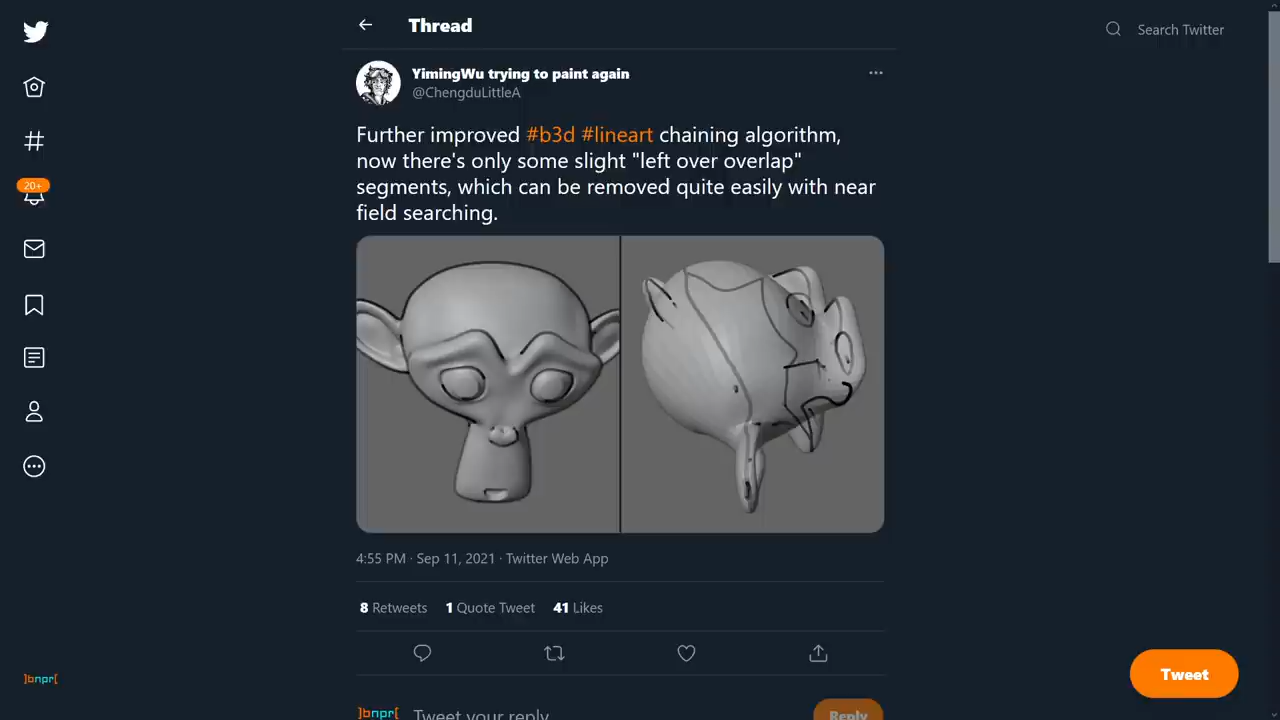 Thread
Search Twitter
YimingWu trying to paint again
@ChengduLittleA
Further improved #b3d #lineart chaining algorithm,
now there's only some slight "left over overlap"
segments, which can be removed quite easily with near
field searching.
20+
4:55 PM · Sep 11, 2021 · Twitter Web App
8 Retweets 1 Quote Tweet 41 Likes
]bnpr[
Tweet
]bnpr[ Tweet your reply Reply